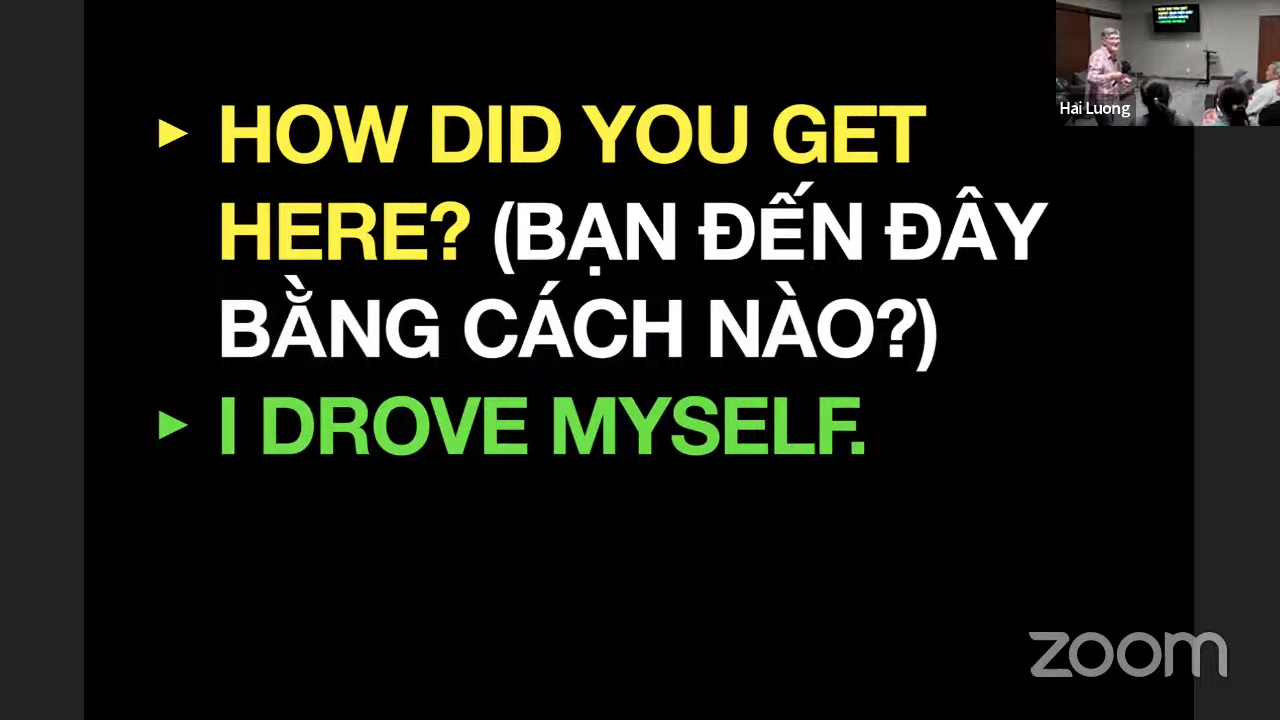 HOW DID YOU GET
HERE? (BẠN ĐẾN ĐÂY
BẰNG CÁCH NÀO?)
I DROVE MYSELF.
Hai Luong
zoom